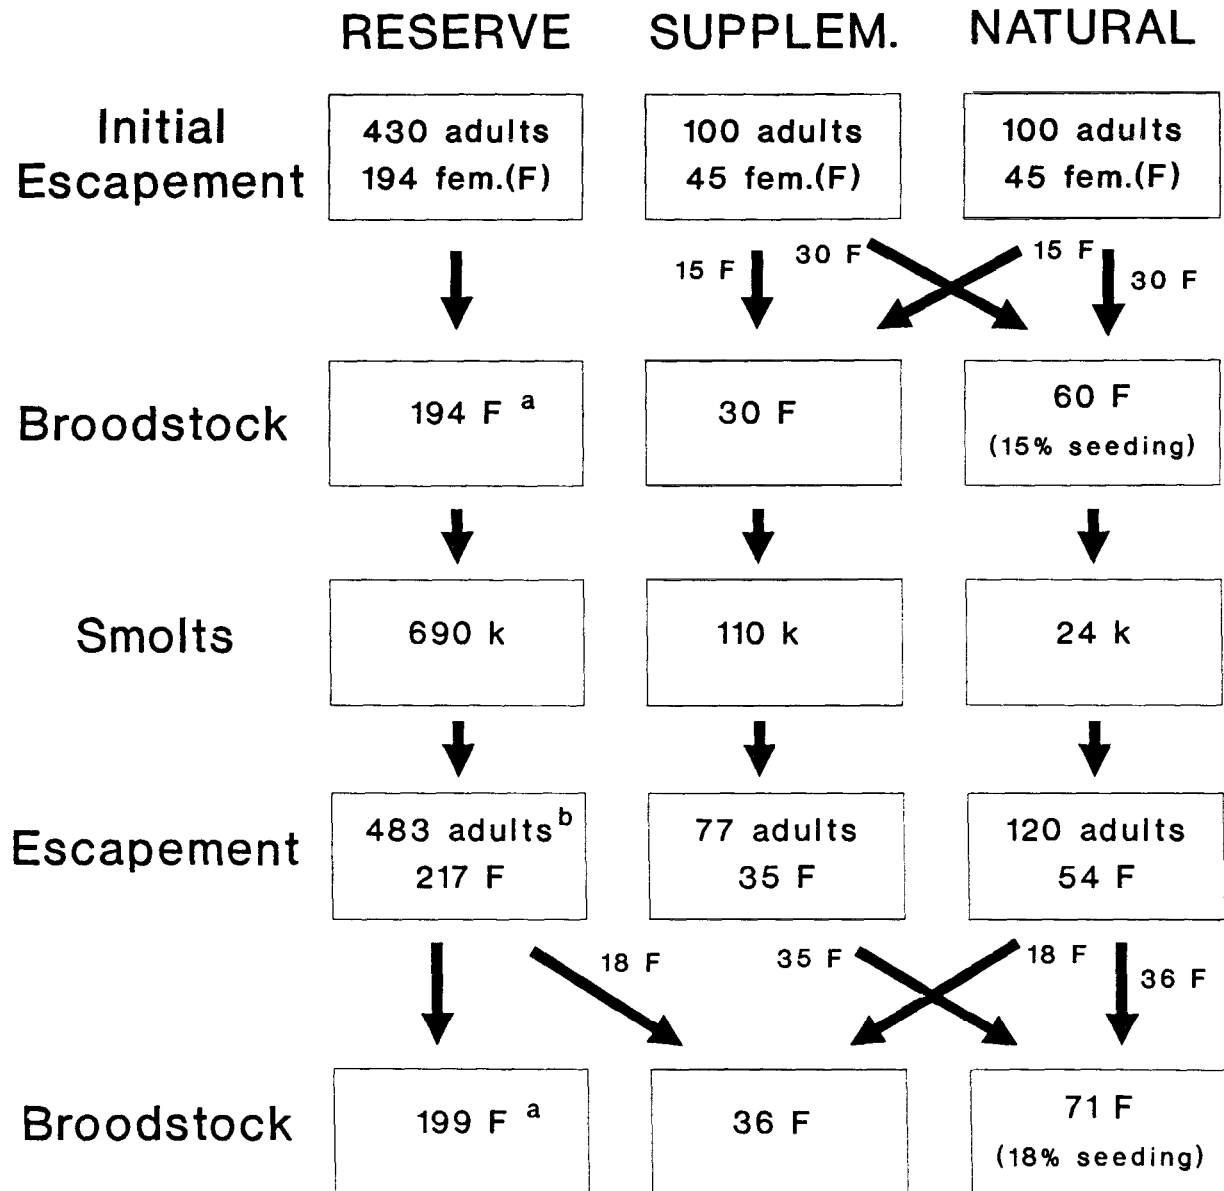 RESERVE SUPPLEM. NATURAL
Initial
Escapement
430 adults
194 fem.(F)
100 adults
45 fem.(F)
100 adults
45 fem.(F)
15 F
30 F
15 F
30 F
Broodstock
194 F a
30 F
60 F
(15% seeding)
Smolts
690 k
110 k
24 k
Escapement
483 adults b
217 F
77 adults
35 F
120 adults
54 F
18 F
35 F
18 F
36 F
Broodstock
199 F a
36 F
71 F
(18% seeding)